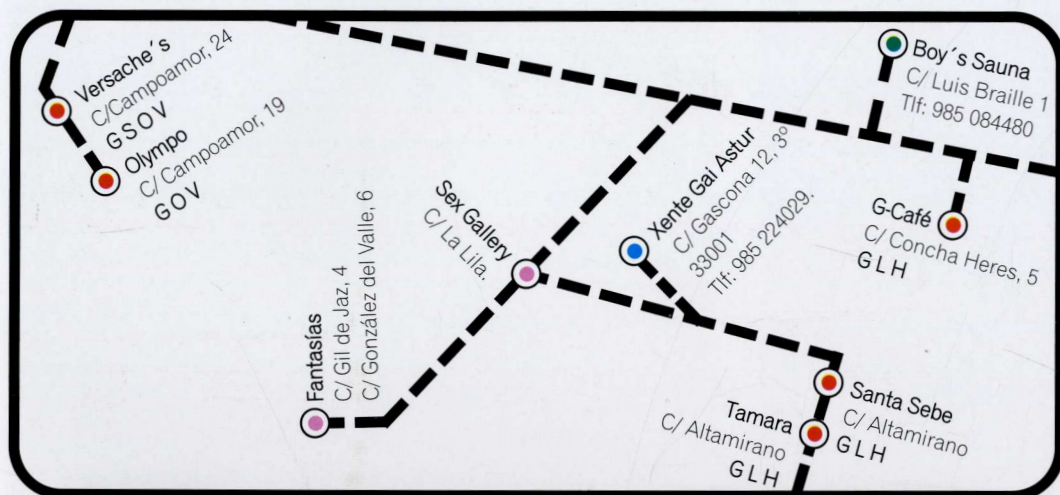 Versache´s
C/Campoamor, 24
GSOV
Olympo
C/ Campoamor, 19
GOV
Fantasías
C/ Gil de Jaz, 4
C/ González del Valle, 6
Sex Gallery
C/ La Lila.
Xente Gai Astur
C/ Gascona 12, 3º
33001
Tlf: 985 224029.
Boy´s Sauna
C/ Luis Braille 1
Tlf: 985 084480
G-Café
C/ Concha Heres, 5
GLH
Santa Sebe
C/ Altamirano
GLH
Tamara
C/ Altamirano
GLH